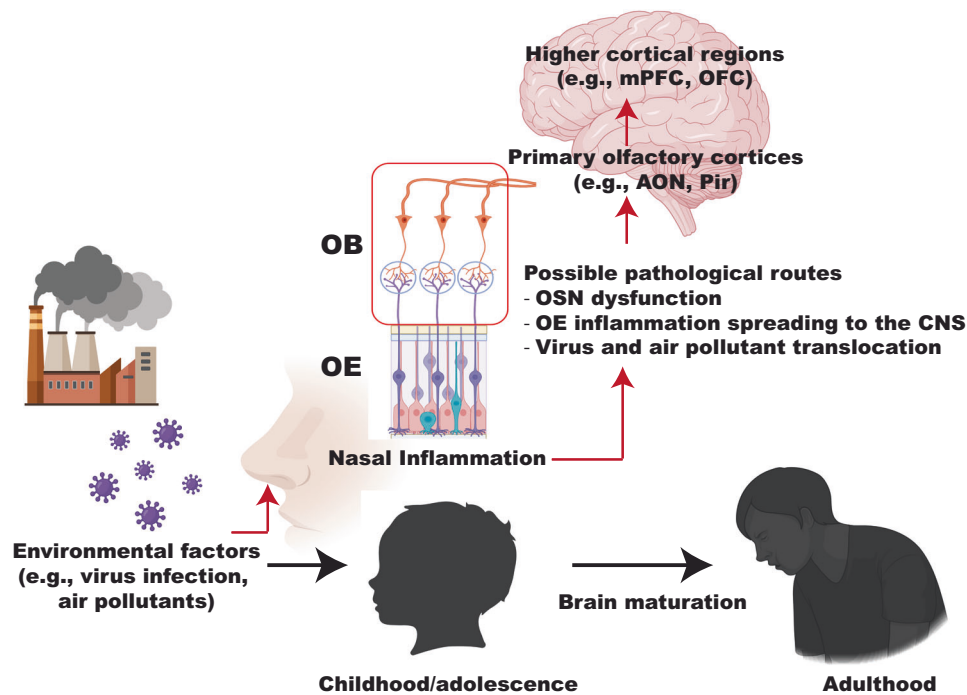 Higher cortical regions
(e.g., mPFC, OFC)
Primary olfactory cortices
(e.g., AON, Pir)
OB
Possible pathological routes
- OSN dysfunction
- OE inflammation spreading to the CNS
- Virus and air pollutant translocation
OE
Nasal Inflammation
Environmental factors
(e.g., virus infection,
air pollutants)
Brain maturation
Childhood/adolescence
Adulthood